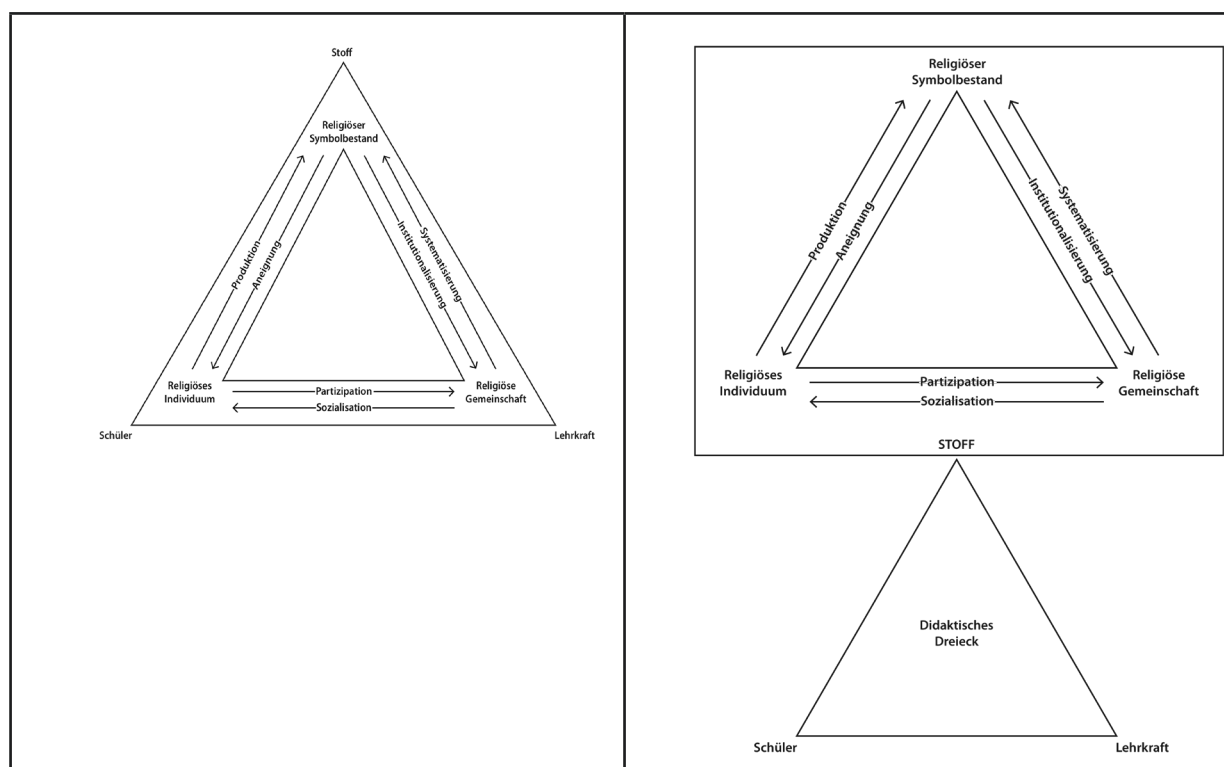 Stoff
Religiöser
Symbolbestand
Produktion
Aneignung
Institutionalisierung
Systematisierung
Religiöses
Individuum
Partizipation
Sozialisation
Religiöse
Gemeinschaft
Schüler
Lehrkraft
Religiöser
Symbolbestand
Produktion
Aneignung
Institutionalisierung
Systematisierung
Religiöses
Individuum
Partizipation
Sozialisation
Religiöse
Gemeinschaft
STOFF
Didaktisches
Dreieck
Schüler
Lehrkraft